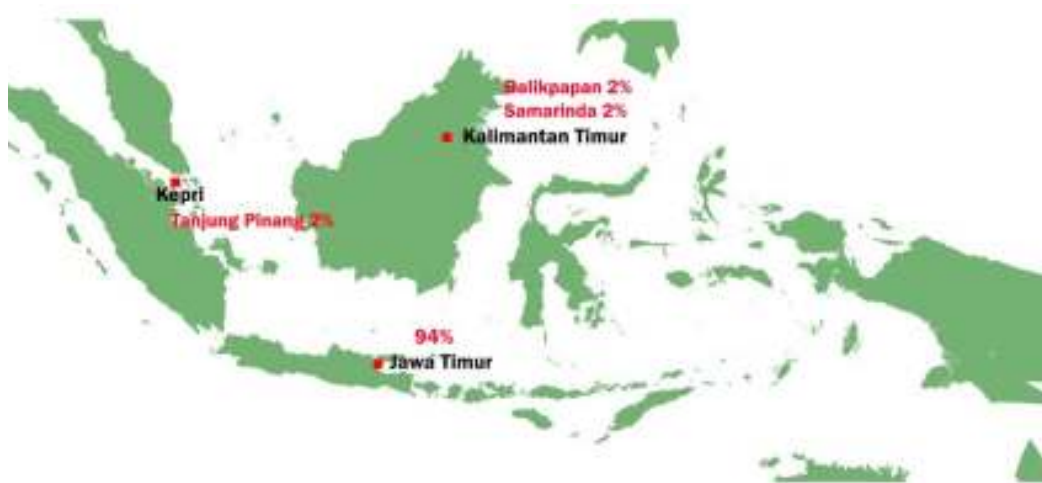 Balikpapan 2%
Samarinda 2%
Kalimantan Timur
Kepri
Tanjung Pinang 2%
94%
Jawa Timur